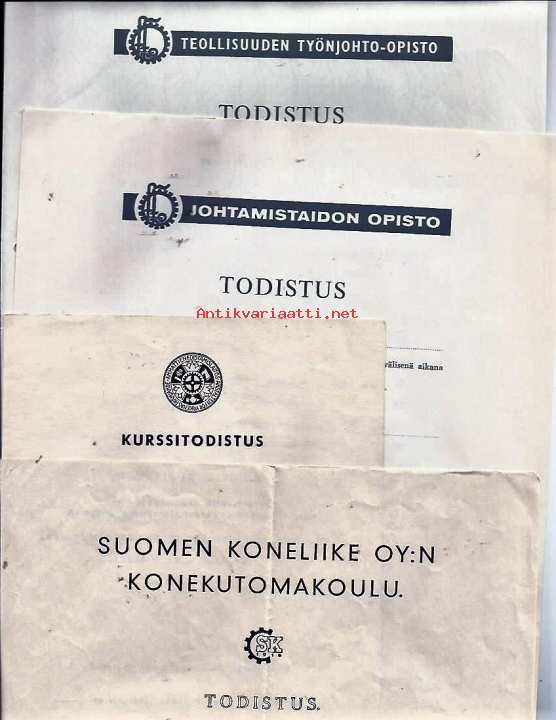 TEOLLISUUDEN TYÖNJOHTO-OPISTO
TODISTUS
JOHTAMISTAIDON OPISTO
TODISTUS
Antikvariaatti.net
välisenä aikana
KURSSITODISTUS
SUOMEN KONELIIKE OY:N
KONEKUTOMAKOULU.
SK
TODISTUS.